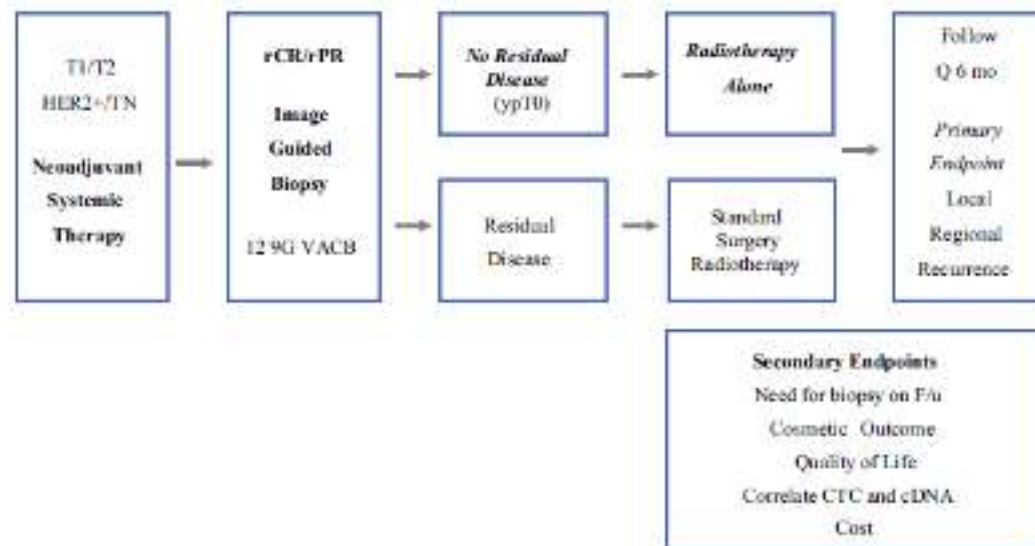 T1/T2
HER2+/TN
Neoadjuvant
Systemic
Therapy
rCR/rPR
Image
Guided
Biopsy
12 9G VACB
No Residual
Disease
(ypT0)
Residual
Disease
Radiotherapy
Alone
Standard
Surgery
Radiotherapy
Follow
Q 6 mo
Primary
Endpoint
Local
Regional
Recurrence
Secondary Endpoints
Need for biopsy on F/u
Cosmetic Outcome
Quality of Life
Correlate CTC and cDNA
Cost